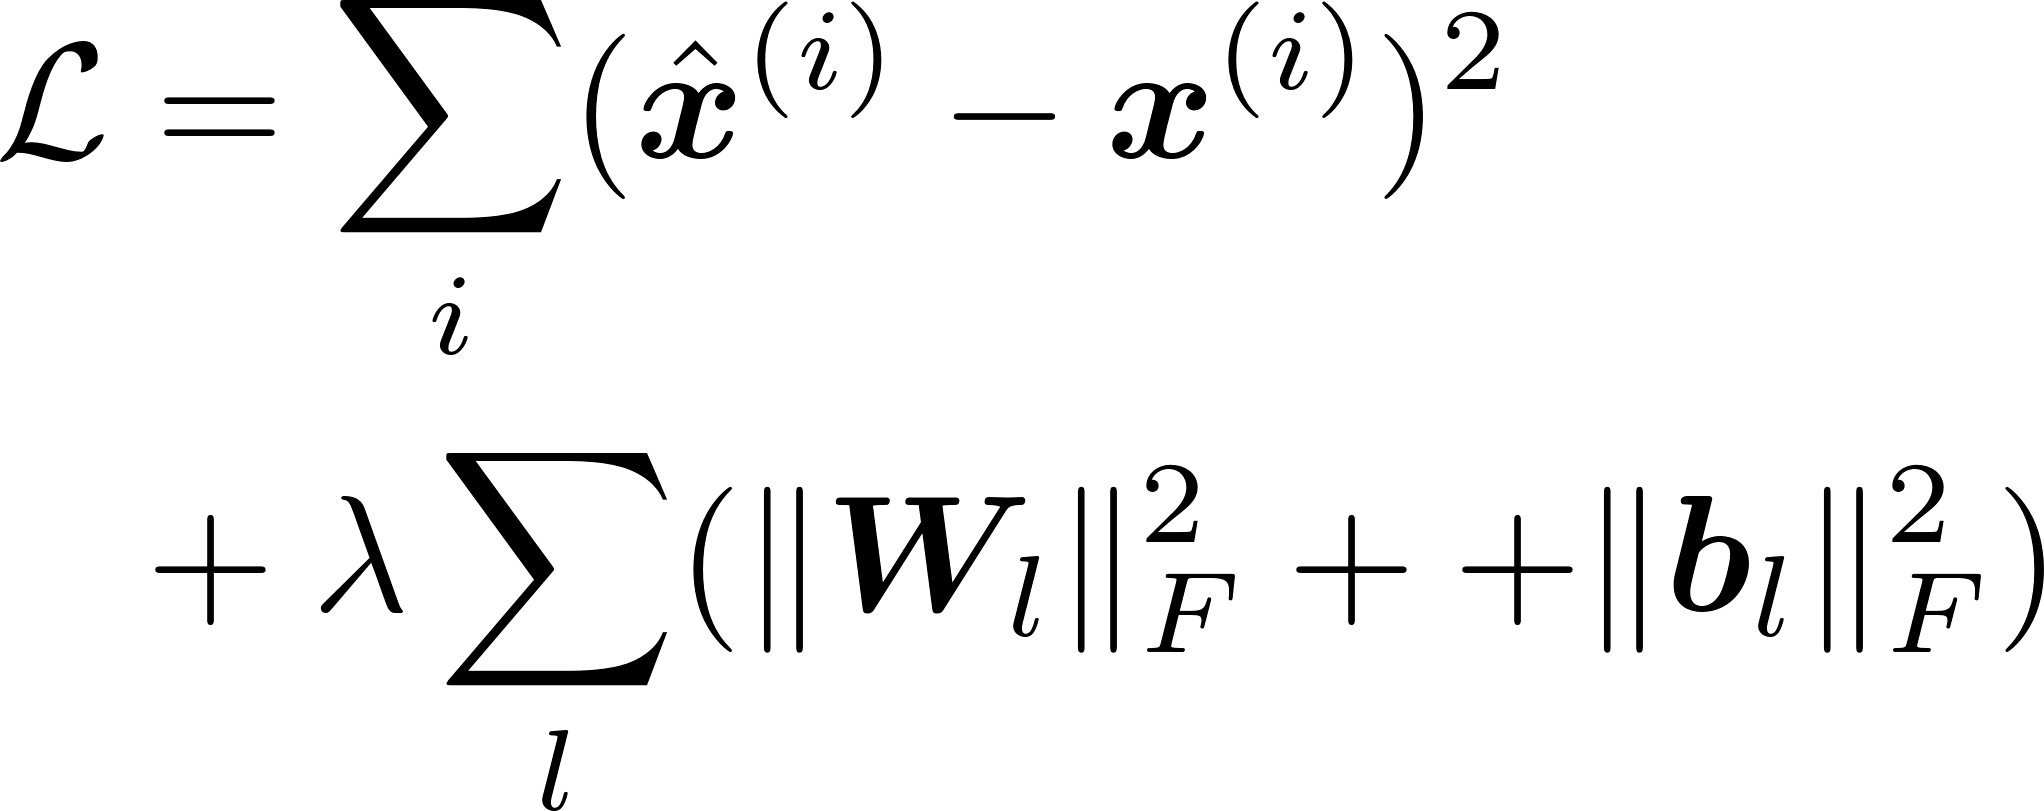 ℒ = ∑_i (x̂^(i) − x^(i))^2
+ λ ∑_l (‖W_l‖_F^2 + +‖b_l‖_F^2)